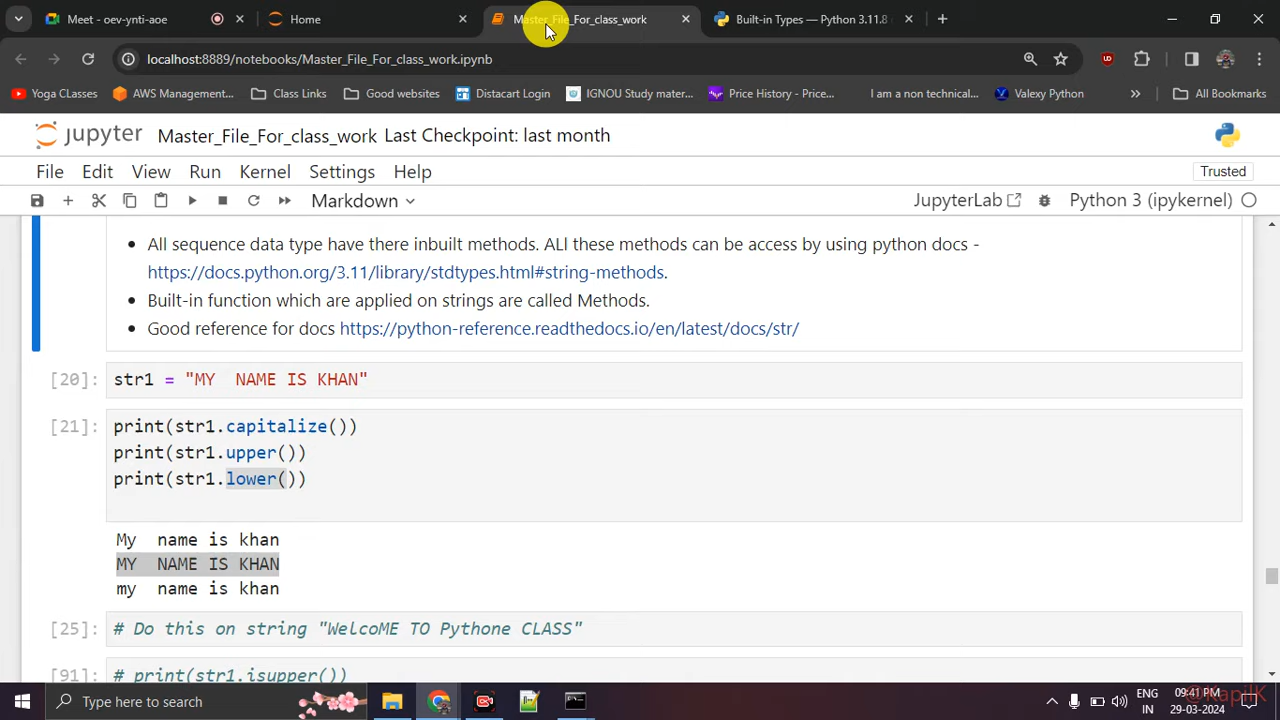 Meet - oev-ynti-aoe
Home
Master_File_For_class_work
Built-in Types — Python 3.11.8
localhost:8889/notebooks/Master_File_For_class_work.ipynb
Yoga Classes
AWS Management...
Class Links
Good websites
Distacart Login
IGNOU Study mater...
Price History - Price...
I am a non technical...
Valexy Python
All Bookmarks
jupyter Master_File_For_class_work Last Checkpoint: last month
File Edit View Run Kernel Settings Help
Trusted
Markdown
JupyterLab
Python 3 (ipykernel)
All sequence data type have there inbuilt methods. ALl these methods can be access by using python docs -
https://docs.python.org/3.11/library/stdtypes.html#string-methods.
Built-in function which are applied on strings are called Methods.
Good reference for docs https://python-reference.readthedocs.io/en/latest/docs/str/
[20]: str1 = "MY  NAME IS KHAN"
[21]: print(str1.capitalize())
print(str1.upper())
print(str1.lower())
My  name is khan
MY  NAME IS KHAN
my  name is khan
[25]: # Do this on string "WelcoME TO Pythone CLASS"
[91]: # print(str1.isupper())
Type here to search
ENG
IN
09:41 PM
29-03-2024
@KapilK